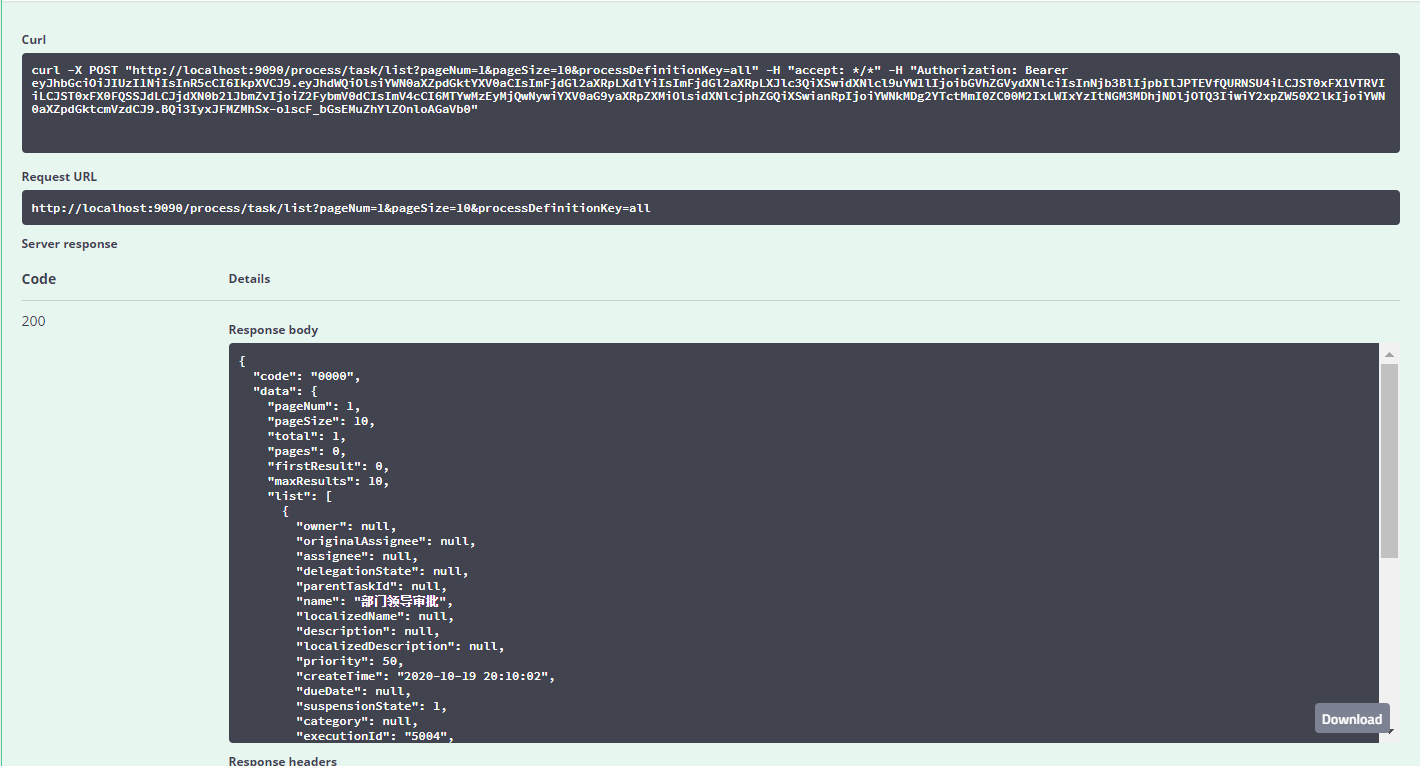 Curl
curl -X POST "http://localhost:9090/process/task/list?pageNum=1&pageSize=10&processDefinitionKey=all" -H "accept: */*" -H "Authorization: Bearer
Request URL
http://localhost:9090/process/task/list?pageNum=1&pageSize=10&processDefinitionKey=all
Server response
Code
Details
200
Response body
{
"code": "0000",
"data": {
"pageNum": 1,
"pageSize": 10,
"total": 1,
"pages": 0,
"firstResult": 0,
"maxResults": 10,
"list": [
{
"owner": null,
"originalAssignee": null,
"assignee": null,
"delegationState": null,
"parentTaskId": null,
"name": "部门领导审批",
"localizedName": null,
"description": null,
"localizedDescription": null,
"priority": 50,
"createTime": "2020-10-19 20:10:02",
"dueDate": null,
"suspensionState": 1,
"category": null,
"executionId": "5004",
Download
Response headers